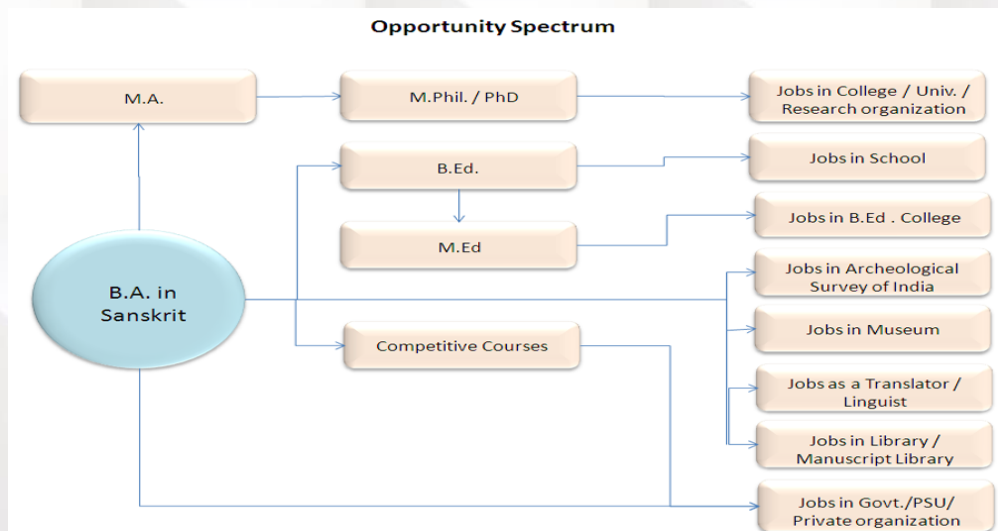 Opportunity Spectrum
M.A.
M.Phil. / PhD
Jobs in College / Univ. /
Research organization
B.Ed.
Jobs in School
M.Ed
Jobs in B.Ed . College
B.A. in
Sanskrit
Jobs in Archeological
Survey of India
Competitive Courses
Jobs in Museum
Jobs as a Translator /
Linguist
Jobs in Library /
Manuscript Library
Jobs in Govt./PSU/
Private organization